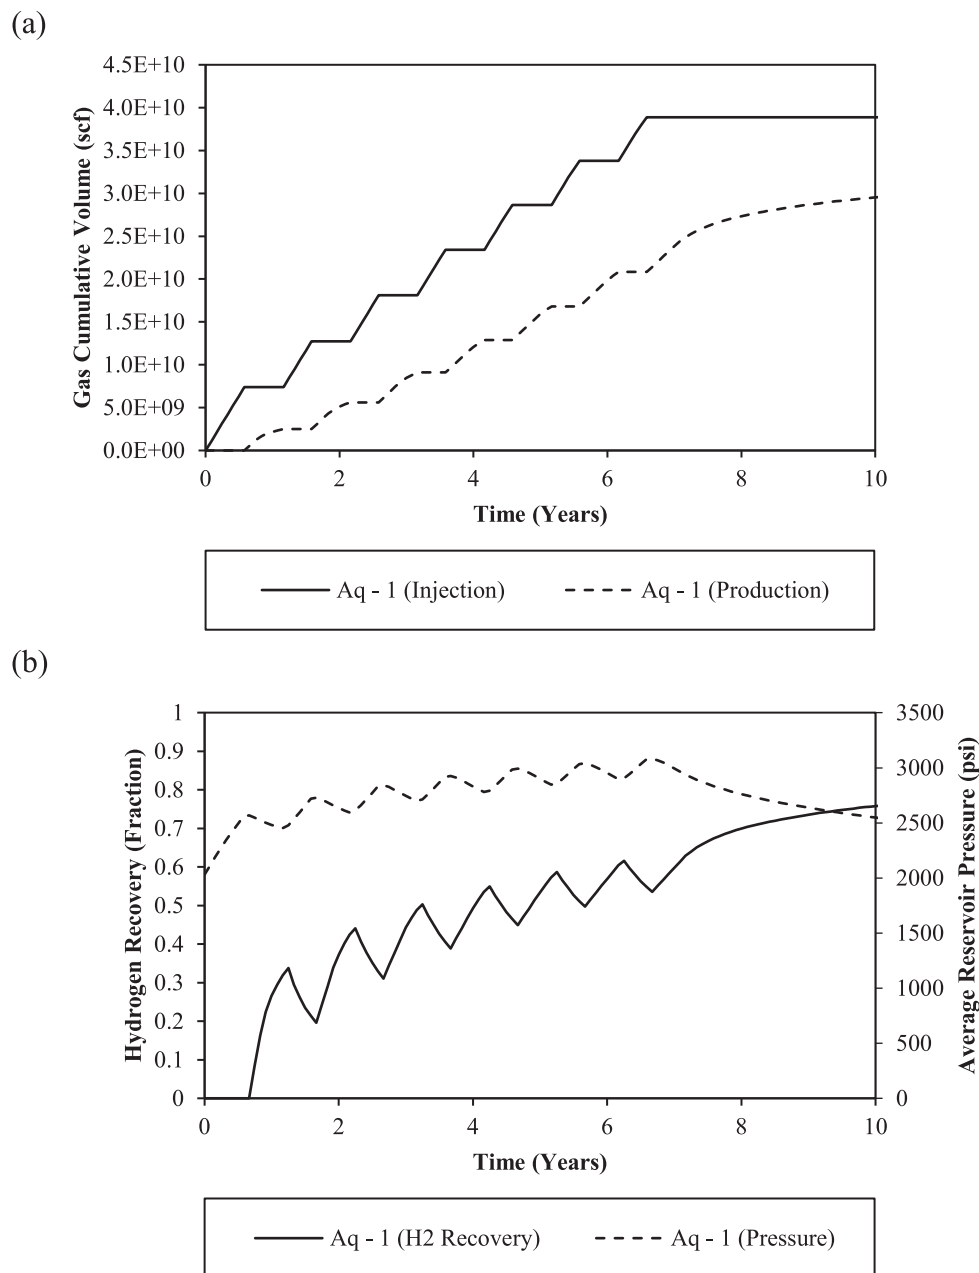 (a)
Gas Cumulative Volume (scf)
4.5E+10
4.0E+10
3.5E+10
3.0E+10
2.5E+10
2.0E+10
1.5E+10
1.0E+10
5.0E+09
0.0E+00
0 2 4 6 8 10
Time (Years)
Aq - 1 (Injection) Aq - 1 (Production)
(b)
Hydrogen Recovery (Fraction)
1
0.9
0.8
0.7
0.6
0.5
0.4
0.3
0.2
0.1
0
3500
3000
2500
2000
1500
1000
500
0
Average Reservoir Pressure (psi)
0 2 4 6 8 10
Time (Years)
Aq - 1 (H2 Recovery) Aq - 1 (Pressure)